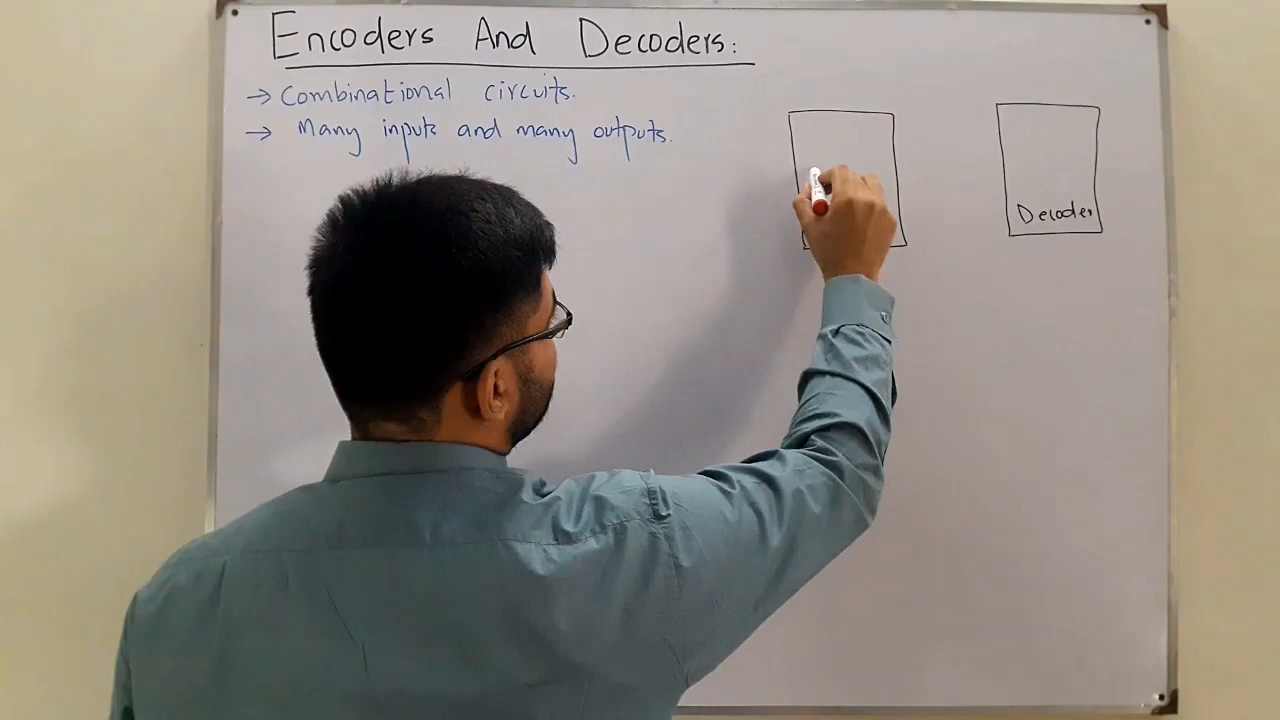 Encoders And Decoders:
→ Combinational circuits.
→ Many inputs and many outputs.
Decoder